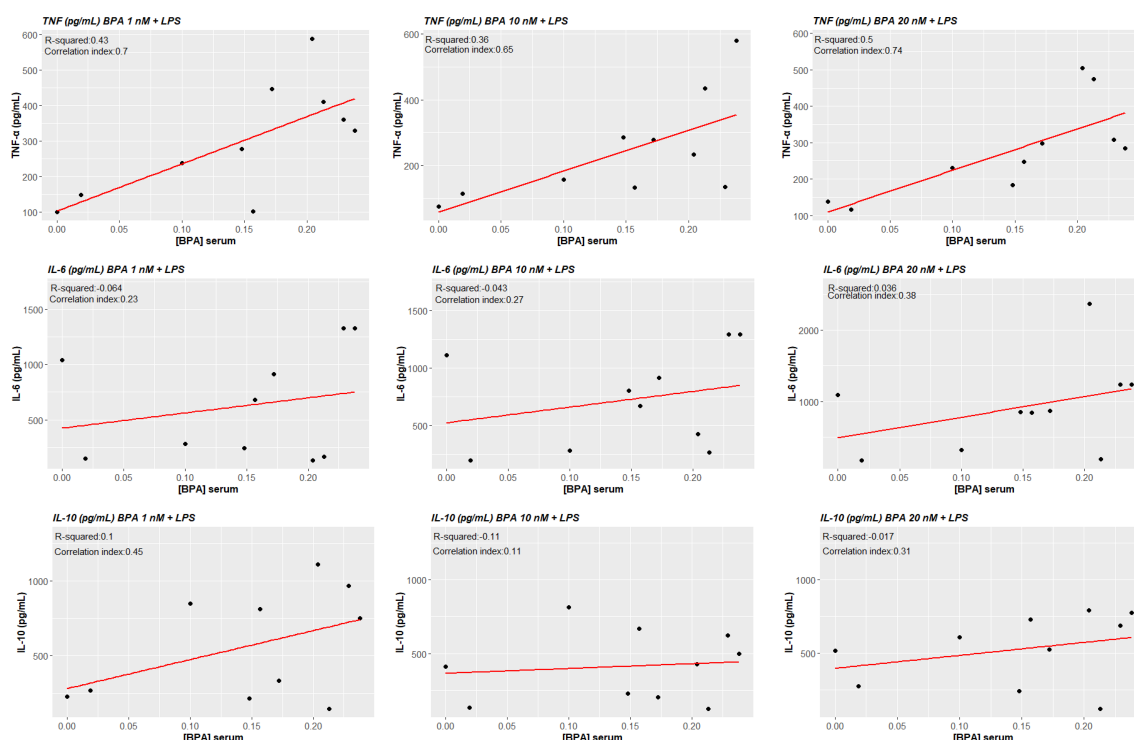 TNF (pg/mL) BPA 1 nM + LPS
R-squared:0.43
Correlation index:0.7
600
500
400
300
200
100
TNF-α (pg/mL)
0.00 0.05 0.10 0.15 0.20
[BPA] serum
TNF (pg/mL) BPA 10 nM + LPS
R-squared:0.36
Correlation index:0.65
600
400
200
TNF-α (pg/mL)
0.00 0.05 0.10 0.15 0.20
[BPA] serum
TNF (pg/mL) BPA 20 nM + LPS
R-squared:0.5
Correlation index:0.74
600
500
400
300
200
100
TNF-α (pg/mL)
0.00 0.05 0.10 0.15 0.20
[BPA] serum
IL-6 (pg/mL) BPA 1 nM + LPS
R-squared:-0.064
Correlation index:0.23
1500
1000
500
IL-6 (pg/mL)
0.00 0.05 0.10 0.15 0.20
[BPA] serum
IL-6 (pg/mL) BPA 10 nM + LPS
R-squared:-0.043
Correlation index:0.27
1500
1000
500
IL-6 (pg/mL)
0.00 0.05 0.10 0.15 0.20
[BPA] serum
IL-6 (pg/mL) BPA 20 nM + LPS
R-squared:0.036
Correlation index:0.38
2000
1000
IL-6 (pg/mL)
0.00 0.05 0.10 0.15 0.20
[BPA] serum
IL-10 (pg/mL) BPA 1 nM + LPS
R-squared:0.1
Correlation index:0.45
1000
500
IL-10 (pg/mL)
0.00 0.05 0.10 0.15 0.20
[BPA] serum
IL-10 (pg/mL) BPA 10 nM + LPS
R-squared:-0.11
Correlation index:0.11
1000
500
IL-10 (pg/mL)
0.00 0.05 0.10 0.15 0.20
[BPA] serum
IL-10 (pg/mL) BPA 20 nM + LPS
R-squared:-0.017
Correlation index:0.31
1000
500
IL-10 (pg/mL)
0.00 0.05 0.10 0.15 0.20
[BPA] serum